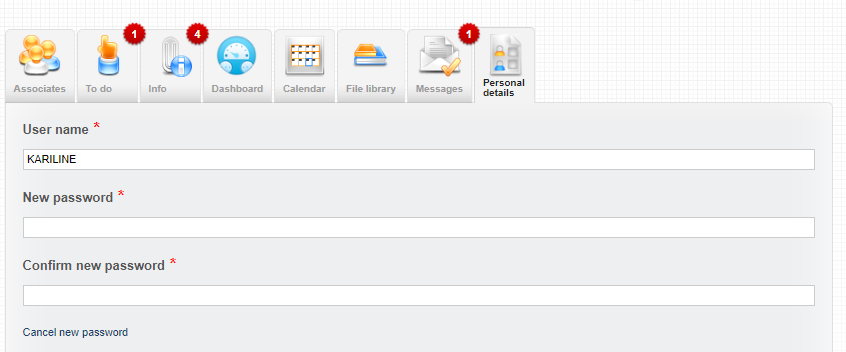 1
4
1
Associates
To do
Info
Dashboard
Calendar
File library
Messages
Personal
details
User name *
KARILINE
New password *
Confirm new password *
Cancel new password